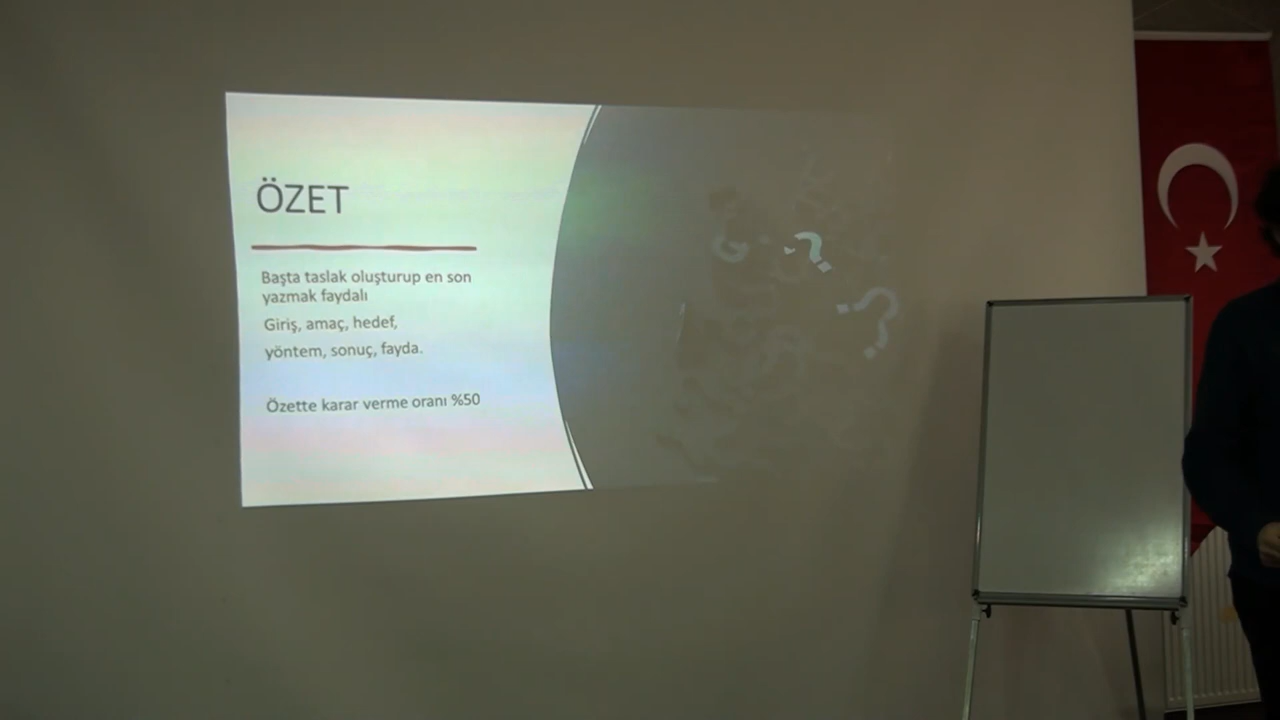 ÖZET
Başta taslak oluşturup en son
yazmak faydalı
Giriş, amaç, hedef,
yöntem, sonuç, fayda.
Özette karar verme oranı %50